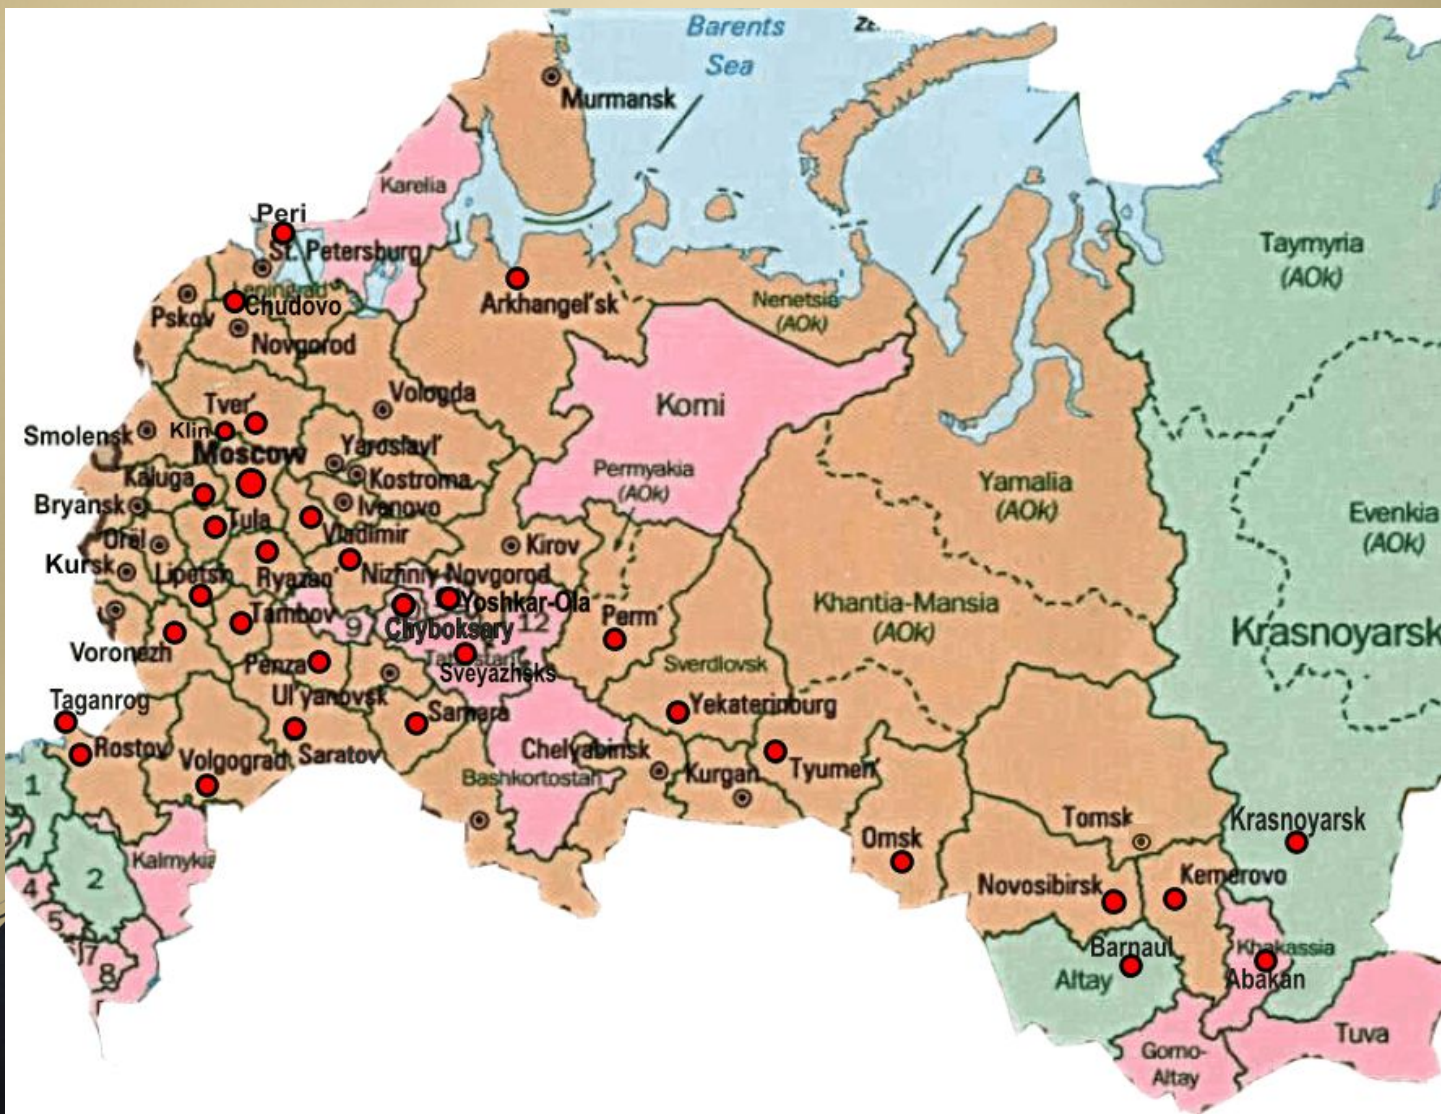 Barents
Sea
Murmansk
Karelia
Peri
St. Petersburg
Leningrad
Chudovo
Pskov
Novgorod
Arkhangel'sk
Nenetsia
(AOk)
Taymyria
(AOk)
Komi
Vologda
Tver'
Smolensk
Klin
Moscow
Yaroslavl'
Kostroma
Permyakia
(AOk)
Yamalia
(AOk)
Evenkia
(AOk)
Kaluga
Bryansk
Ivanovo
Tula
Vladimir
Orël
Kirov
Kursk
Lipetsk
Ryazan'
Nizhniy Novgorod
Yoshkar-Ola
Tambov
9
Chyboksary
12
Perm'
Khantia-Mansia
(AOk)
Krasnoyarsk
Voronezh
Penza
Tatarstan
Sveyazhsks
Sverdlovsk
Taganrog
Ul'yanovsk
Samara
Yekaterinburg
Rostov
Volgograd
Saratov
Chelyabinsk
Bashkortostan
Kurgan
Tyumen'
1
2
Kalmykia
4
5
7
8
Omsk
Tomsk
Krasnoyarsk
Novosibirsk
Kemerovo
Barnaul
Altay
Khakassia
Abakan
Tuva
Gorno-
Altay